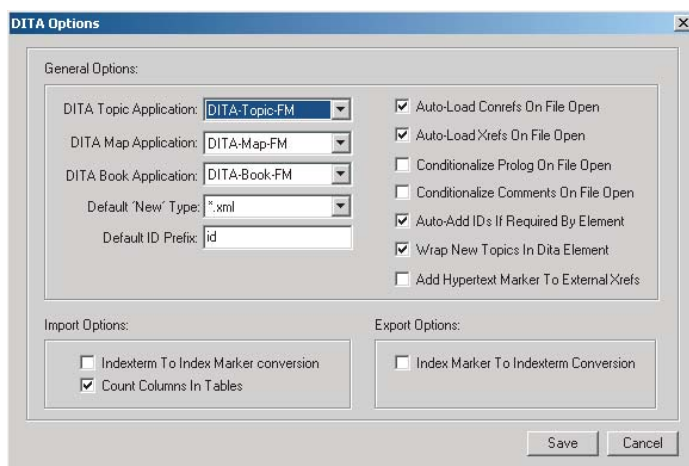 DITA Options
General Options:
DITA Topic Application: DITA-Topic-FM
DITA Map Application: DITA-Map-FM
DITA Book Application: DITA-Book-FM
Default 'New' Type: *.xml
Default ID Prefix: id
Auto-Load Conrefs On File Open
Auto-Load Xrefs On File Open
Conditionalize Prolog On File Open
Conditionalize Comments On File Open
Auto-Add IDs If Required By Element
Wrap New Topics In Dita Element
Add Hypertext Marker To External Xrefs
Import Options:
Indexterm To Index Marker conversion
Count Columns In Tables
Export Options:
Index Marker To Indexterm Conversion
Save
Cancel